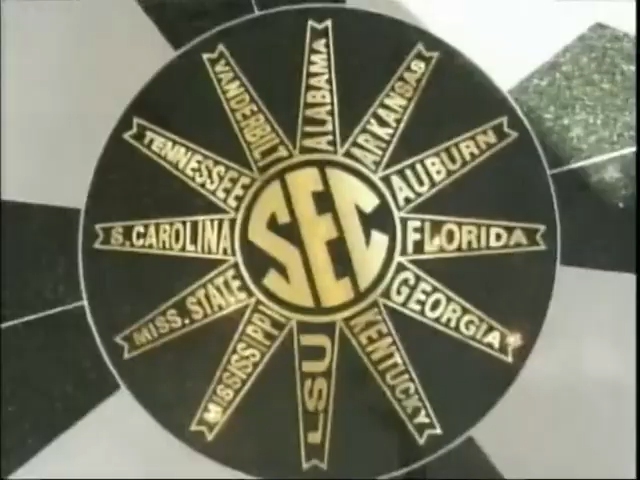 SEC
ALABAMA
ARKANSAS
AUBURN
FLORIDA
GEORGIA
KENTUCKY
LSU
MISSISSIPPI
MISS. STATE
S. CAROLINA
TENNESSEE
VANDERBILT